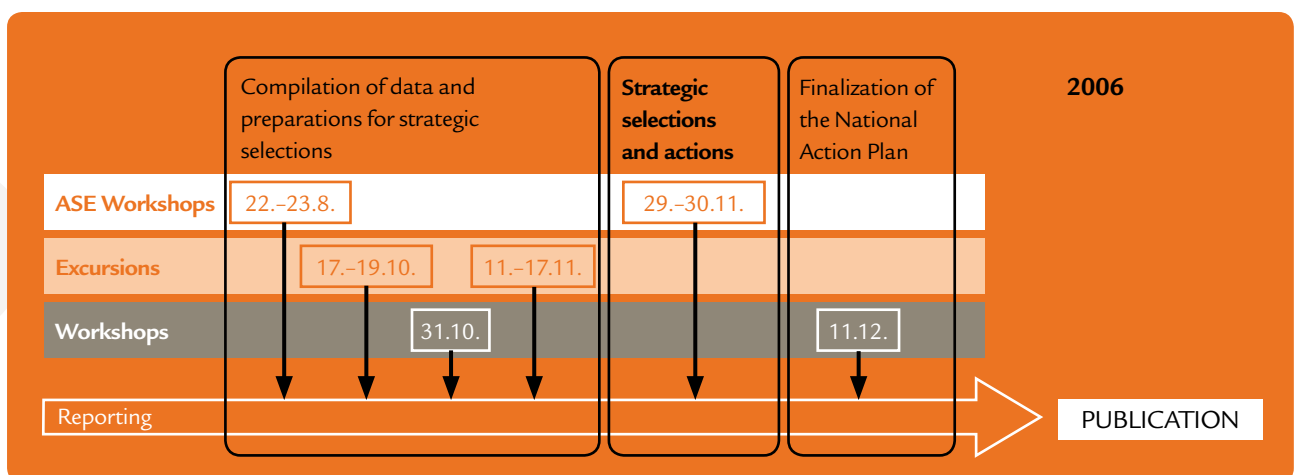 Compilation of data and
preparations for strategic
selections
Strategic
selections
and actions
Finalization of
the National
Action Plan
2006
ASE Workshops
22.–23.8.
29.–30.11.
Excursions
17.–19.10.
11.–17.11.
Workshops
31.10.
11.12.
Reporting
PUBLICATION